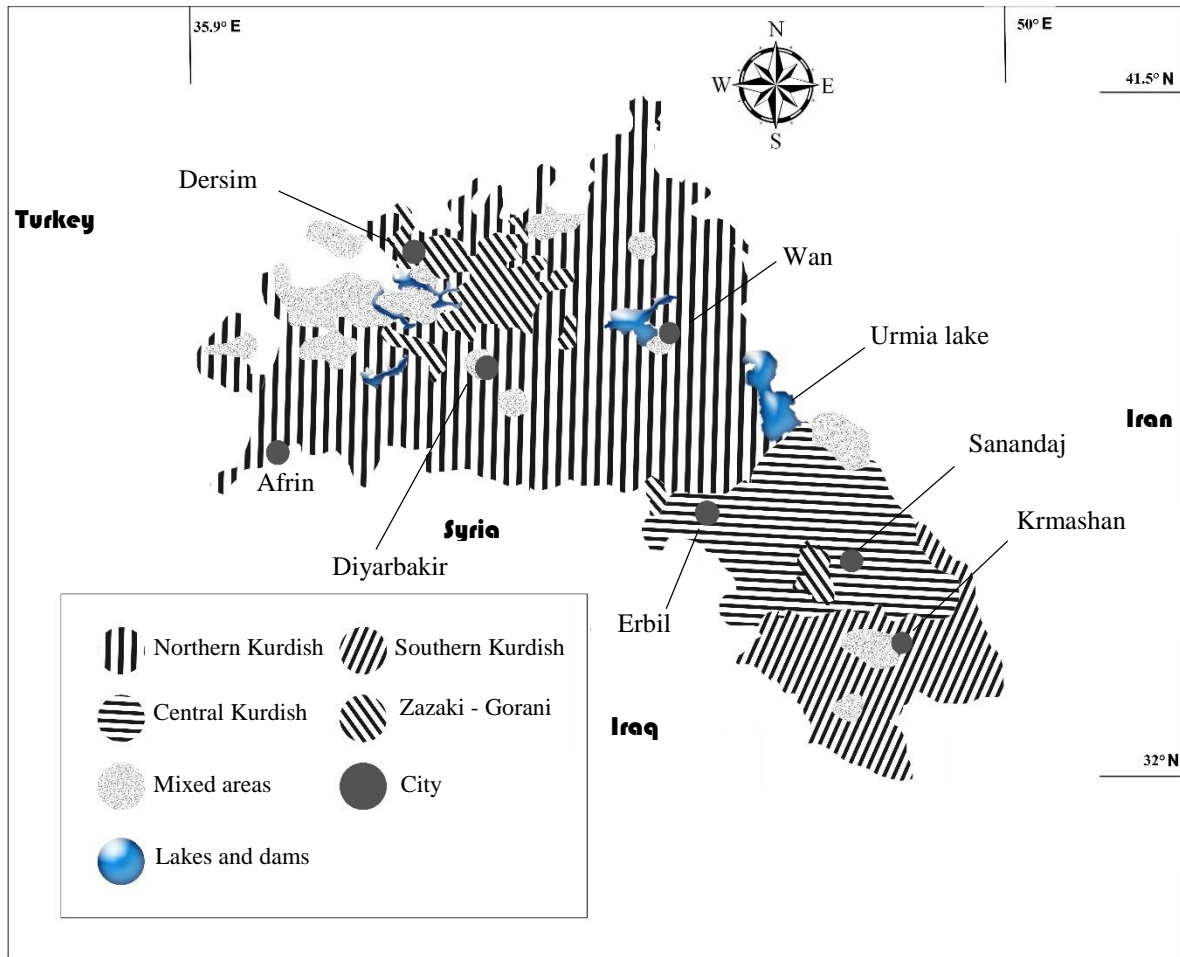 35.9° E
50° E
N
41.5° N
W
E
S
Dersim
Turkey
Wan
Urmia lake
Iran
Sanandaj
Afrin
Krmashan
Syria
Diyarbakir
Erbil
Northern Kurdish
Southern Kurdish
Central Kurdish
Zazaki - Gorani
Iraq
Mixed areas
City
32° N
Lakes and dams